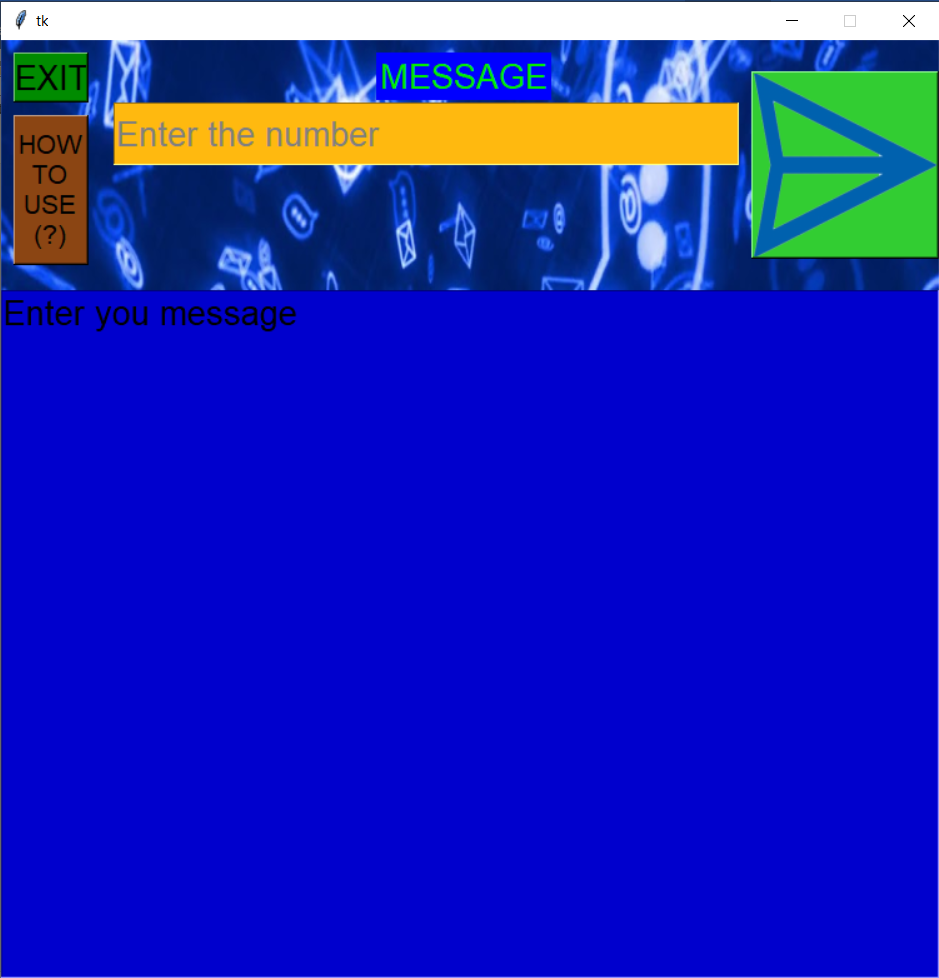 tk
EXIT
MESSAGE
Enter the number
HOW
TO
USE
(?)
Enter you message